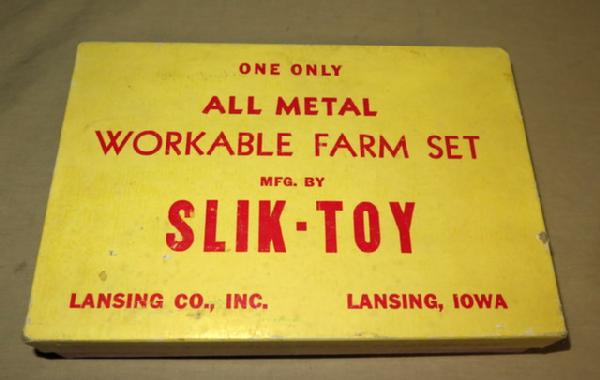 ONE ONLY
ALL METAL
WORKABLE FARM SET
MFG. BY
SLIK-TOY
LANSING CO., INC. LANSING, IOWA